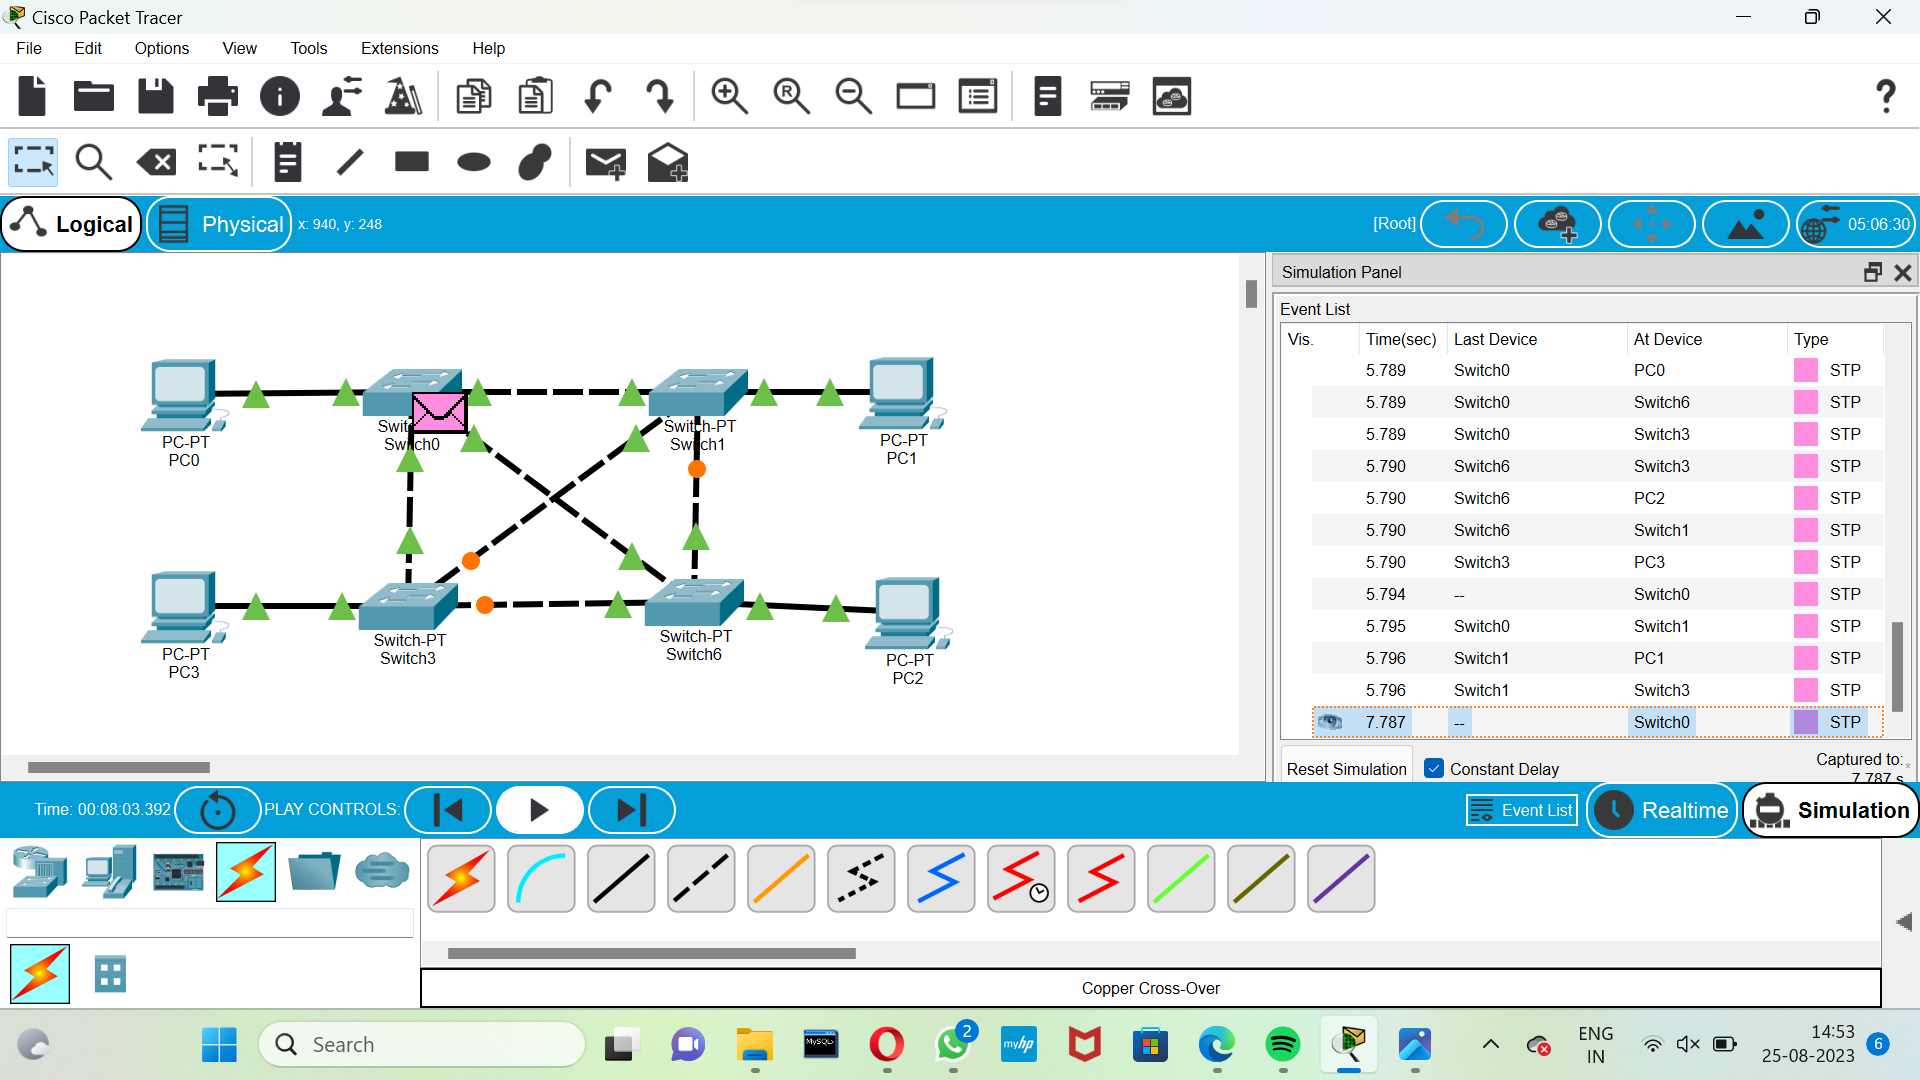 Cisco Packet Tracer
File Edit Options View Tools Extensions Help
Logical Physical x: 940, y: 248 [Root] 05:06:30
Simulation Panel
Event List
Vis. Time(sec) Last Device At Device Type
5.789 Switch0 PC0 STP
5.789 Switch0 Switch6 STP
5.789 Switch0 Switch3 STP
5.790 Switch6 Switch3 STP
5.790 Switch6 PC2 STP
5.790 Switch6 Switch1 STP
5.790 Switch3 PC3 STP
5.794 -- Switch0 STP
5.795 Switch0 Switch1 STP
5.796 Switch1 PC1 STP
5.796 Switch1 Switch3 STP
7.787 -- Switch0 STP
Reset Simulation Constant Delay Captured to:
7.787 s
PC-PT
PC0
Switch0
Switch-PT
Switch1
PC-PT
PC1
PC-PT
PC3
Switch-PT
Switch3
Switch-PT
Switch6
PC-PT
PC2
Time: 00:08:03.392 PLAY CONTROLS: Event List Realtime Simulation
Copper Cross-Over
Search
MySQL
2
myhp
ENG
IN
14:53
25-08-2023
6